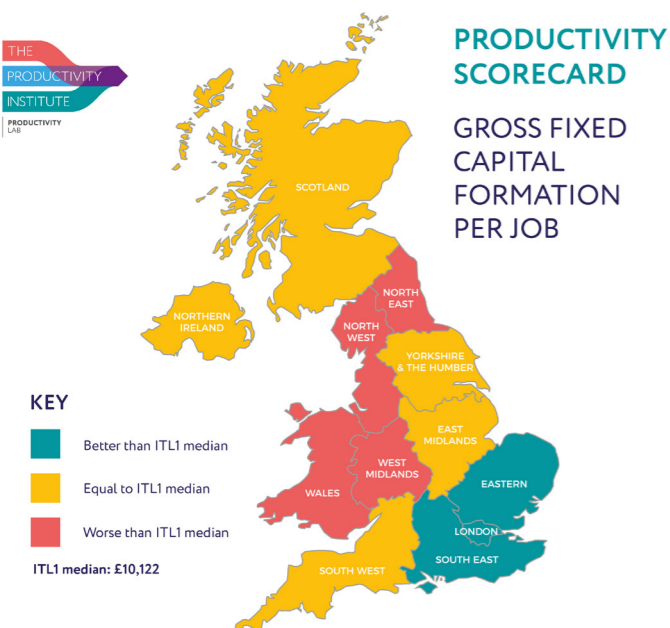 THE
PRODUCTIVITY
INSTITUTE
PRODUCTIVITY
LAB
PRODUCTIVITY
SCORECARD
GROSS FIXED
CAPITAL
FORMATION
PER JOB
SCOTLAND
NORTHERN
IRELAND
NORTH
EAST
NORTH
WEST
YORKSHIRE
& THE HUMBER
EAST
MIDLANDS
WEST
MIDLANDS
WALES
EASTERN
LONDON
SOUTH EAST
SOUTH WEST
KEY
Better than ITL1 median
Equal to ITL1 median
Worse than ITL1 median
ITL1 median: £10,122